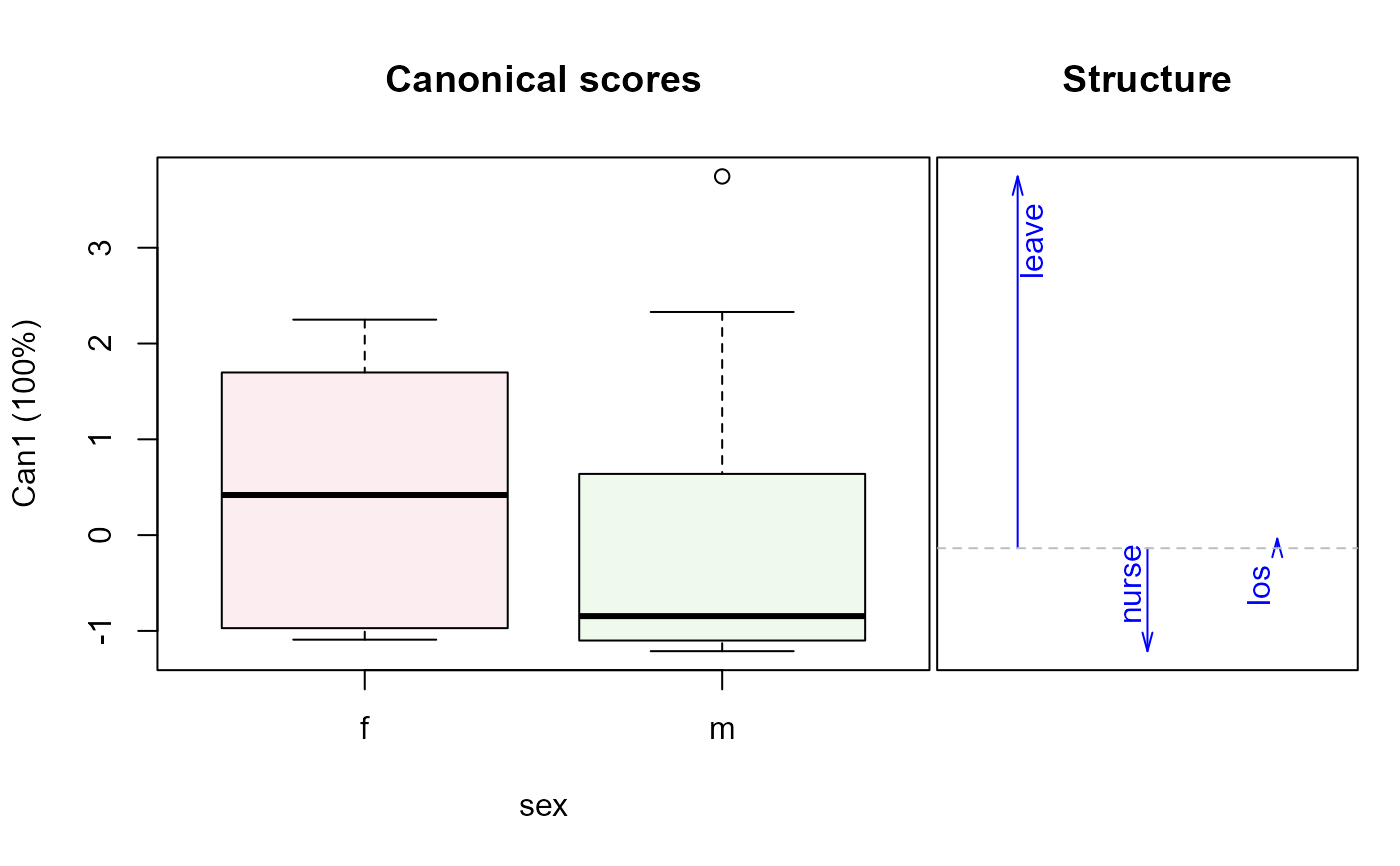 Canonical scores
Structure
Can1 (100%)
3
2
1
0
-1
leave
nurse
los
f
m
sex